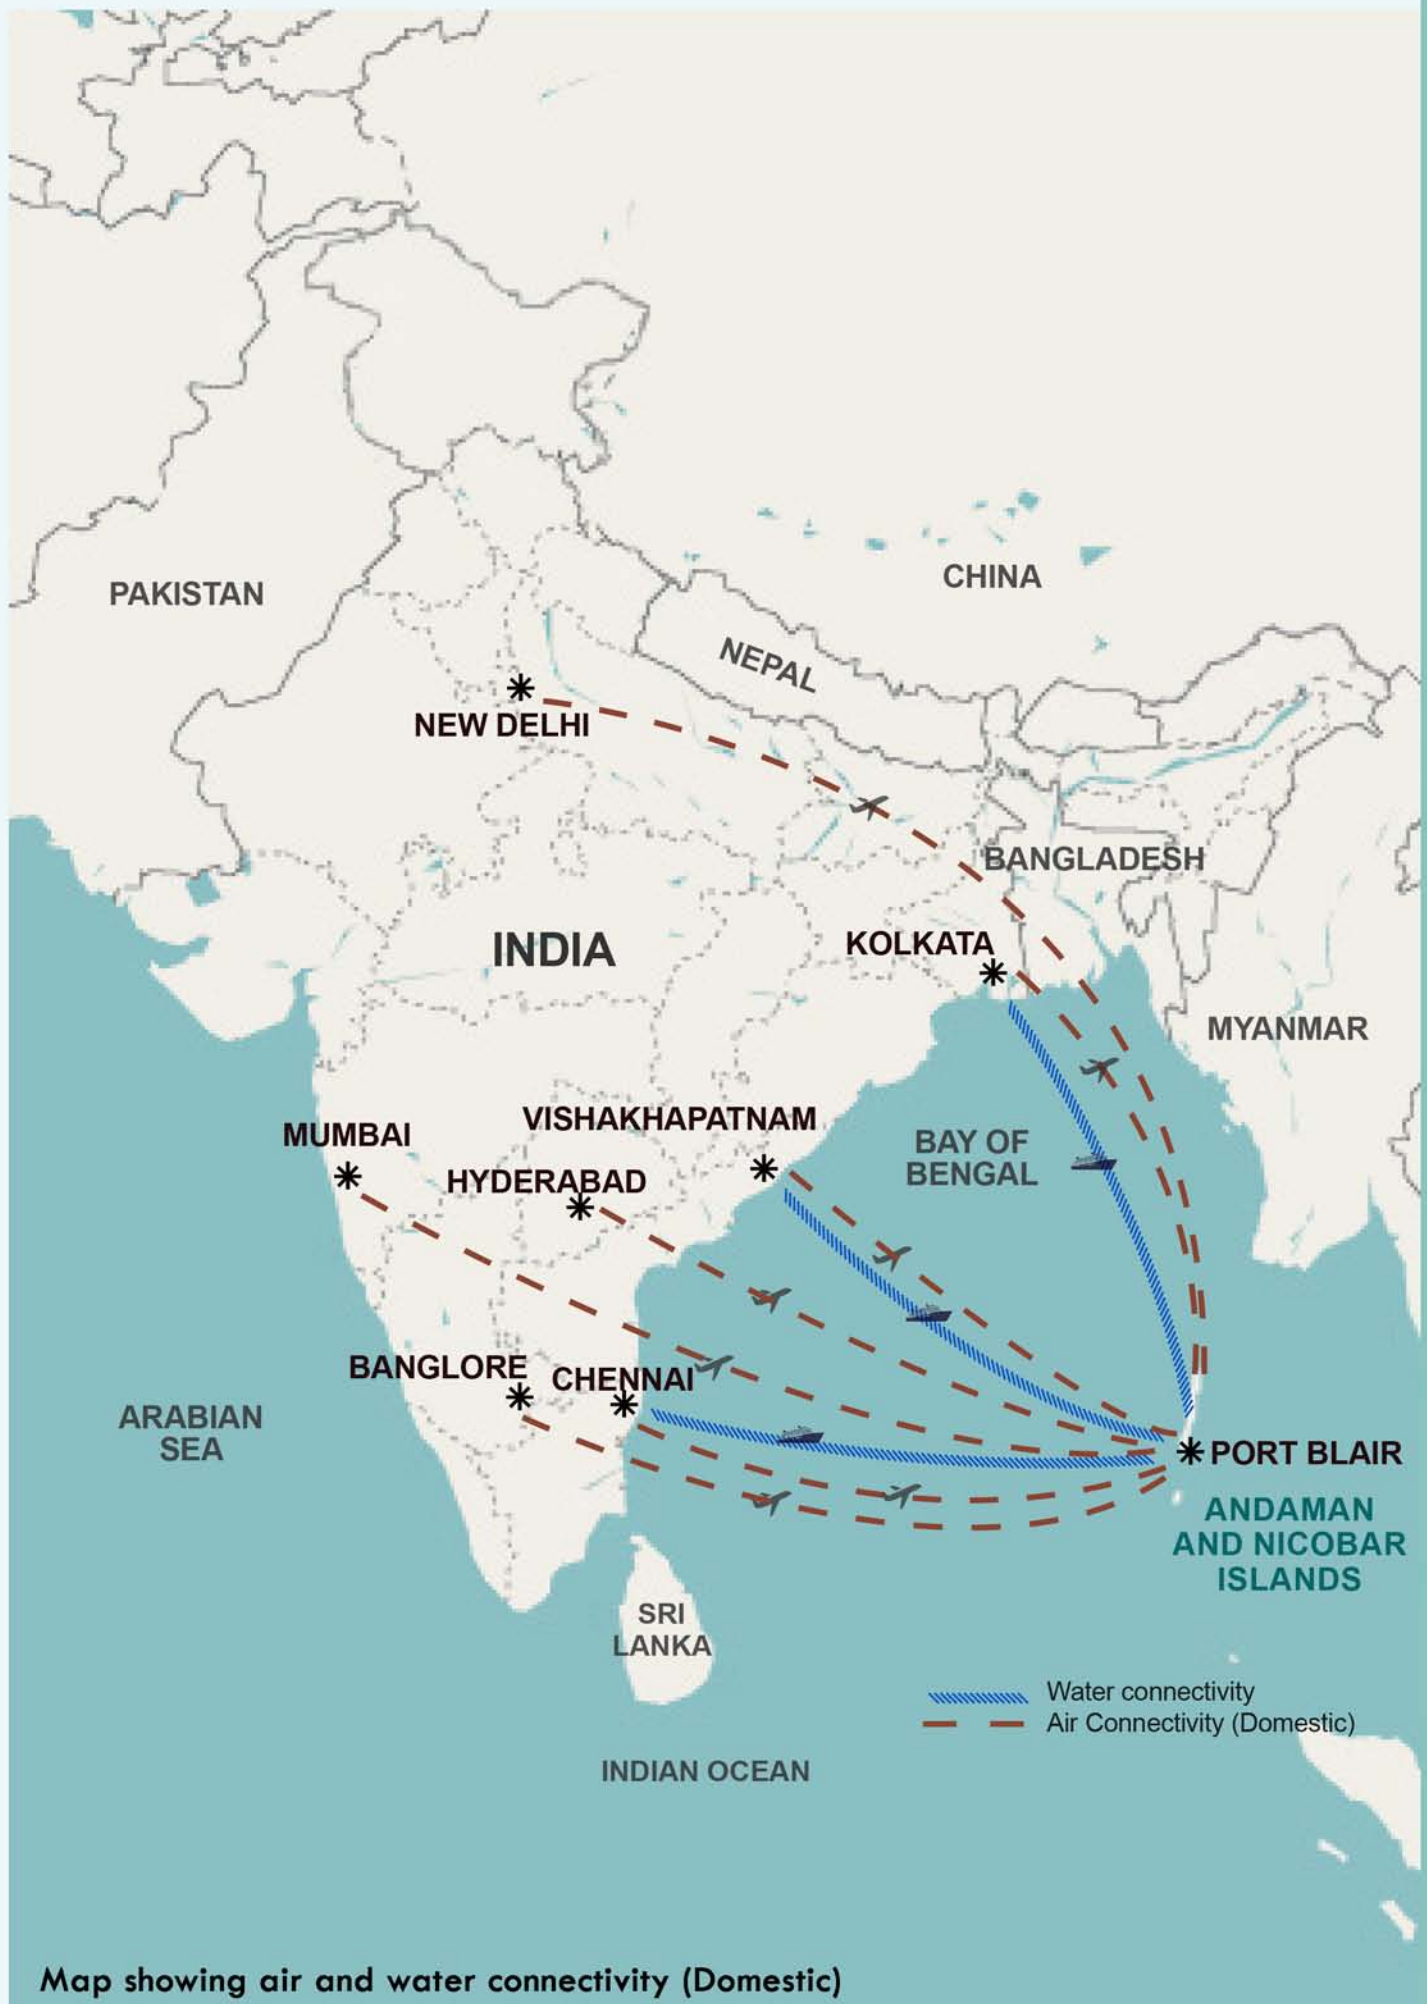 PAKISTAN
CHINA
NEPAL
NEW DELHI
BANGLADESH
INDIA
KOLKATA
MYANMAR
MUMBAI
VISHAKHAPATNAM
HYDERABAD
BAY OF
BENGAL
BANGLORE
CHENNAI
ARABIAN
SEA
PORT BLAIR
ANDAMAN
AND NICOBAR
ISLANDS
SRI
LANKA
Water connectivity
Air Connectivity (Domestic)
INDIAN OCEAN
Map showing air and water connectivity (Domestic)